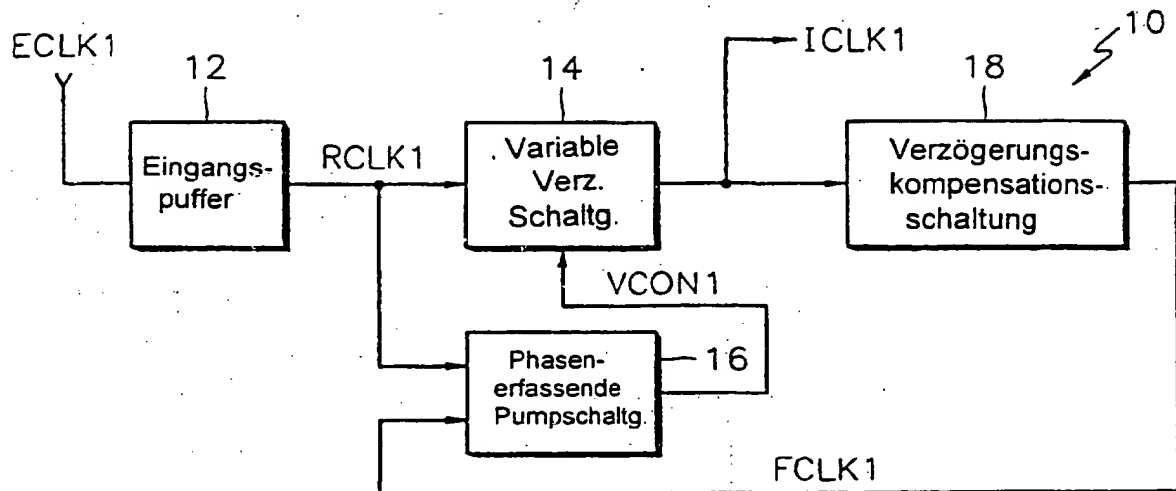 ECLK1
12
Eingangs-
puffer
RCLK1
14
Variable
Verz.
Schaltg.
ICLK1
10
18
Verzögerungs-
kompensations-
schaltung
VCON1
16
Phasen-
erfassende
Pumpschaltg.
FCLK1